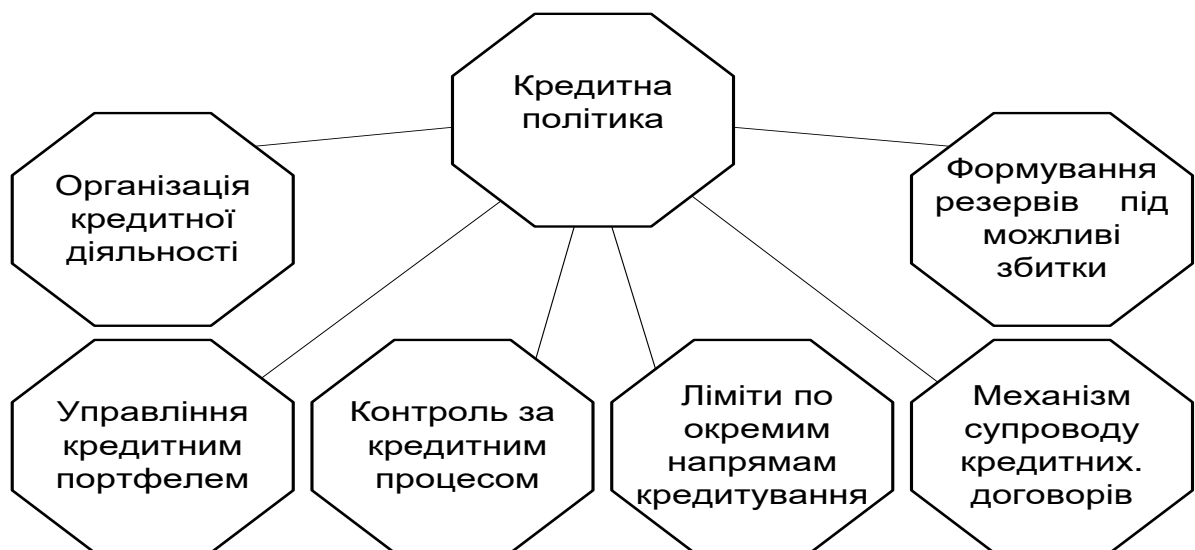 Кредитна
політика
Організація
кредитної
діяльності
Формування
резервів під
можливі
збитки
Управління
кредитним
портфелем
Контроль за
кредитним
процесом
Ліміти по
окремим
напрямам
кредитування
Механізм
супроводу
кредитних.
договорів